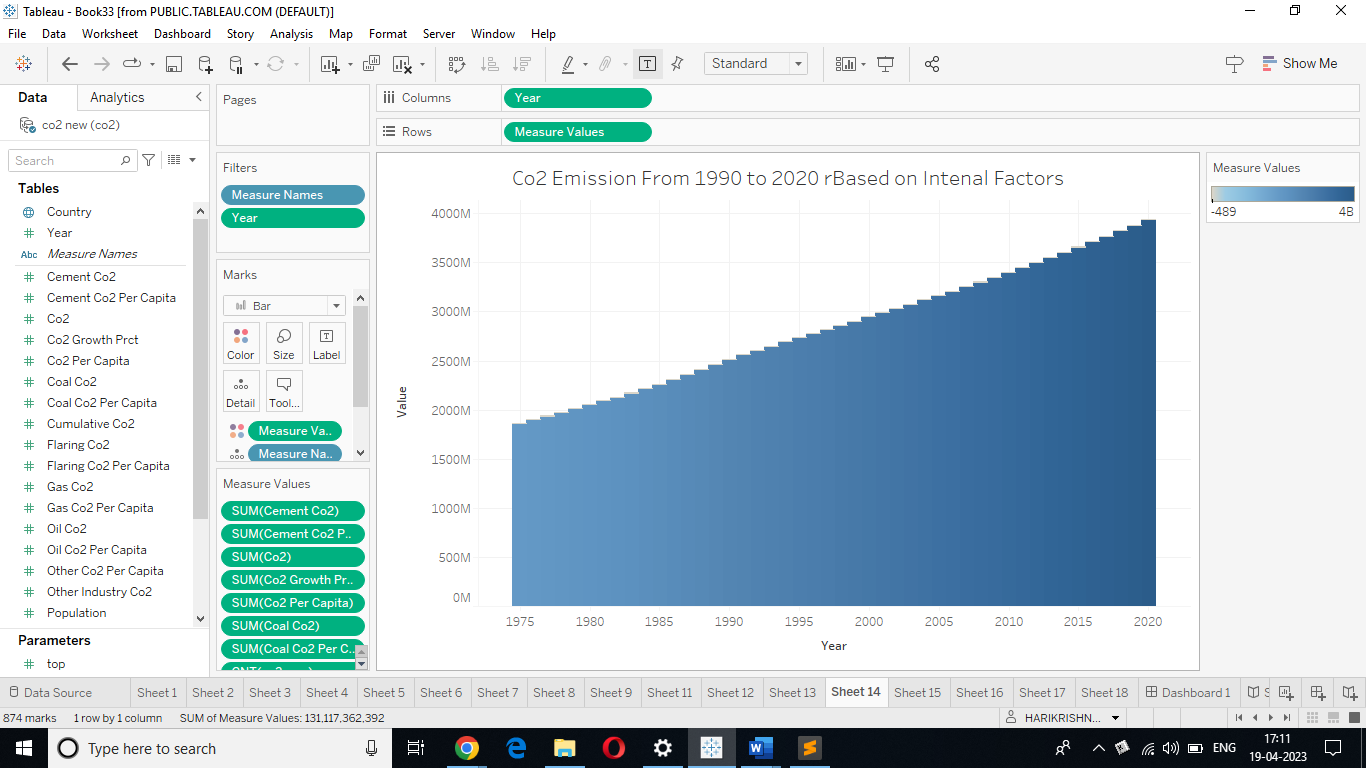 Tableau - Book33 [from PUBLIC.TABLEAU.COM (DEFAULT)]
File Data Worksheet Dashboard Story Analysis Map Format Server Window Help
Standard
Show Me
Data Analytics
co2 new (co2)
Search
Tables
Country
Year
Abc Measure Names
Cement Co2
Cement Co2 Per Capita
Co2
Co2 Growth Prct
Co2 Per Capita
Coal Co2
Coal Co2 Per Capita
Cumulative Co2
Flaring Co2
Flaring Co2 Per Capita
Gas Co2
Gas Co2 Per Capita
Oil Co2
Oil Co2 Per Capita
Other Co2 Per Capita
Other Industry Co2
Population
Parameters
top
Pages
Filters
Measure Names
Year
Marks
Bar
Color Size Label
Detail Tool...
Measure Va..
Measure Na..
Measure Values
SUM(Cement Co2)
SUM(Cement Co2 P..
SUM(Co2)
SUM(Co2 Growth Pr..
SUM(Co2 Per Capita)
SUM(Coal Co2)
SUM(Coal Co2 Per C..
Columns Year
Rows Measure Values
Co2 Emission From 1990 to 2020 rBased on Intenal Factors
4000M
3500M
3000M
2500M
2000M
1500M
1000M
500M
0M
Value
1975 1980 1985 1990 1995 2000 2005 2010 2015 2020
Year
Measure Values
-489 4B
Data Source Sheet 1 Sheet 2 Sheet 3 Sheet 4 Sheet 5 Sheet 6 Sheet 7 Sheet 8 Sheet 9 Sheet 11 Sheet 12 Sheet 13 Sheet 14 Sheet 15 Sheet 16 Sheet 17 Sheet 18 Dashboard 1 S
874 marks 1 row by 1 column SUM of Measure Values: 131,117,362,392
HARIKRISHN...
Type here to search
ENG
17:11
19-04-2023